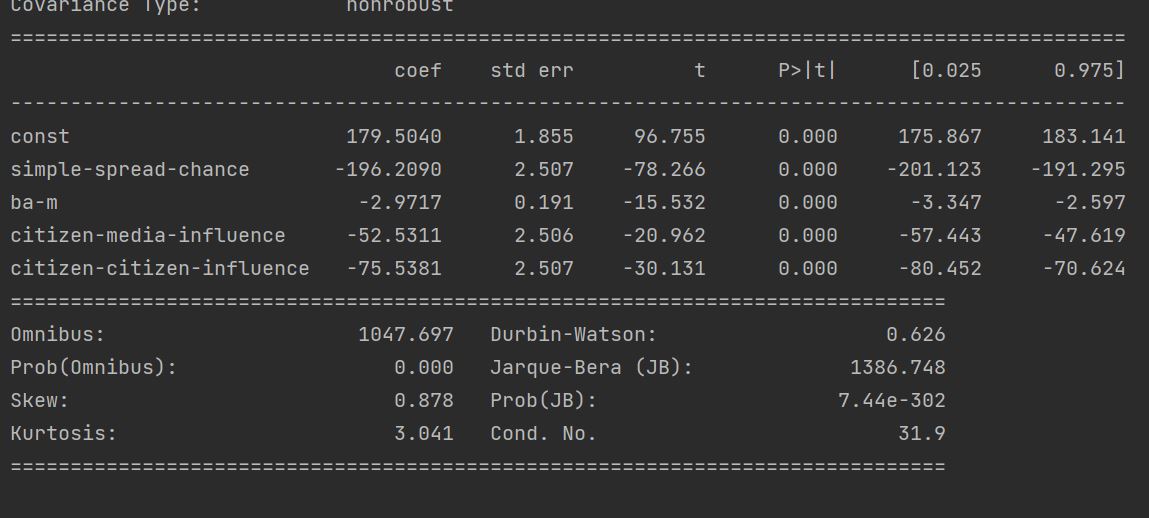 Covariance Type: nonrobust
=============================================================================================
coef std err t P>|t| [0.025 0.975]
---------------------------------------------------------------------------------------------
const 179.5040 1.855 96.755 0.000 175.867 183.141
simple-spread-chance -196.2090 2.507 -78.266 0.000 -201.123 -191.295
ba-m -2.9717 0.191 -15.532 0.000 -3.347 -2.597
citizen-media-influence -52.5311 2.506 -20.962 0.000 -57.443 -47.619
citizen-citizen-influence -75.5381 2.507 -30.131 0.000 -80.452 -70.624
==============================================================================
Omnibus: 1047.697 Durbin-Watson: 0.626
Prob(Omnibus): 0.000 Jarque-Bera (JB): 1386.748
Skew: 0.878 Prob(JB): 7.44e-302
Kurtosis: 3.041 Cond. No. 31.9
==============================================================================